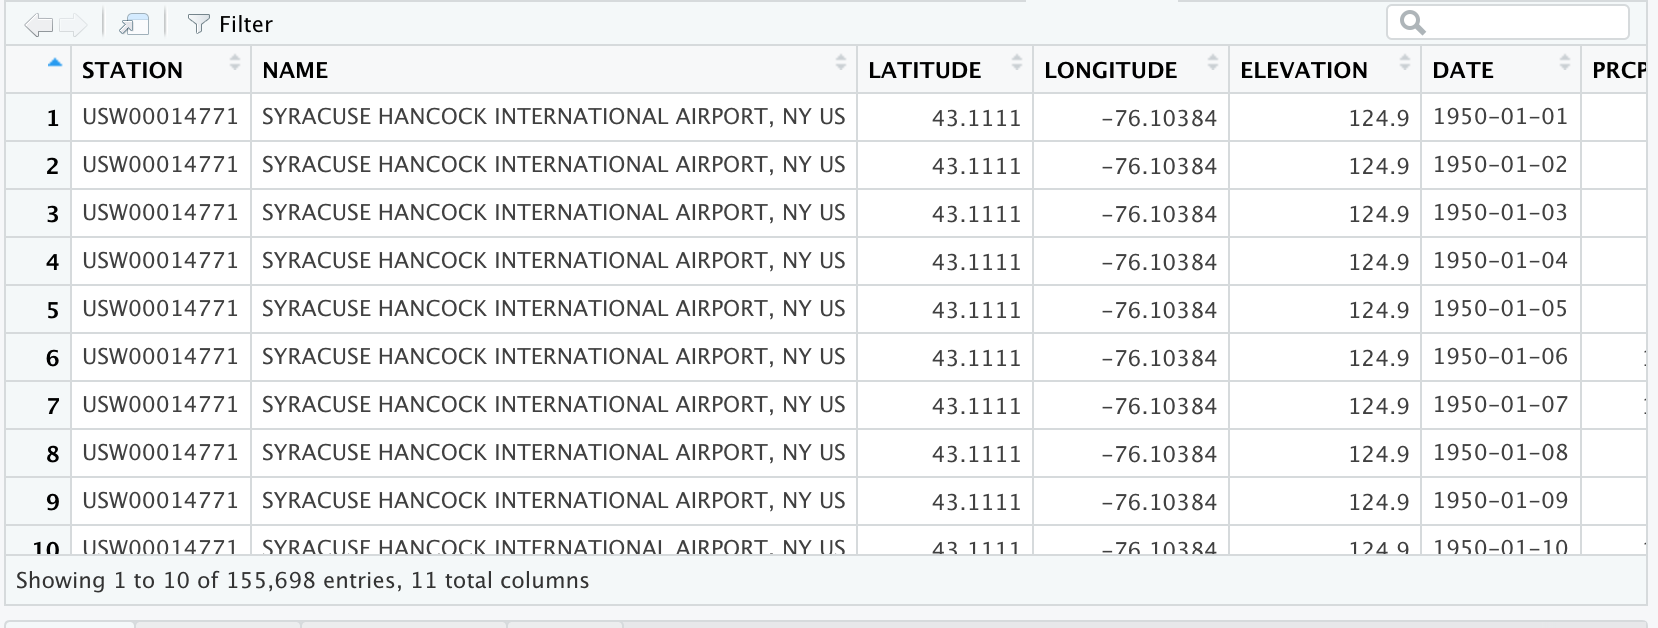 Filter
STATION NAME LATITUDE LONGITUDE ELEVATION DATE PRCP
1 USW00014771 SYRACUSE HANCOCK INTERNATIONAL AIRPORT, NY US 43.1111 -76.10384 124.9 1950-01-01
2 USW00014771 SYRACUSE HANCOCK INTERNATIONAL AIRPORT, NY US 43.1111 -76.10384 124.9 1950-01-02
3 USW00014771 SYRACUSE HANCOCK INTERNATIONAL AIRPORT, NY US 43.1111 -76.10384 124.9 1950-01-03
4 USW00014771 SYRACUSE HANCOCK INTERNATIONAL AIRPORT, NY US 43.1111 -76.10384 124.9 1950-01-04
5 USW00014771 SYRACUSE HANCOCK INTERNATIONAL AIRPORT, NY US 43.1111 -76.10384 124.9 1950-01-05
6 USW00014771 SYRACUSE HANCOCK INTERNATIONAL AIRPORT, NY US 43.1111 -76.10384 124.9 1950-01-06
7 USW00014771 SYRACUSE HANCOCK INTERNATIONAL AIRPORT, NY US 43.1111 -76.10384 124.9 1950-01-07
8 USW00014771 SYRACUSE HANCOCK INTERNATIONAL AIRPORT, NY US 43.1111 -76.10384 124.9 1950-01-08
9 USW00014771 SYRACUSE HANCOCK INTERNATIONAL AIRPORT, NY US 43.1111 -76.10384 124.9 1950-01-09
10 USW00014771 SYRACUSE HANCOCK INTERNATIONAL AIRPORT, NY US 43.1111 -76.10384 124.9 1950-01-10
Showing 1 to 10 of 155,698 entries, 11 total columns